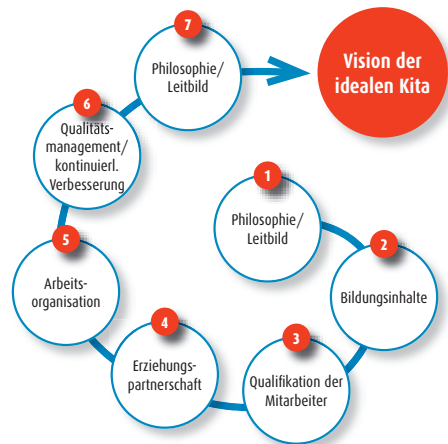 7
Philosophie/
Leitbild
Vision der
idealen Kita
6
Qualitäts-
management/
kontinuierl.
Verbesserung
1
Philosophie/
Leitbild
5
Arbeits-
organisation
2
Bildungsinhalte
4
Erziehungs-
partnerschaft
3
Qualifikation der
Mitarbeiter